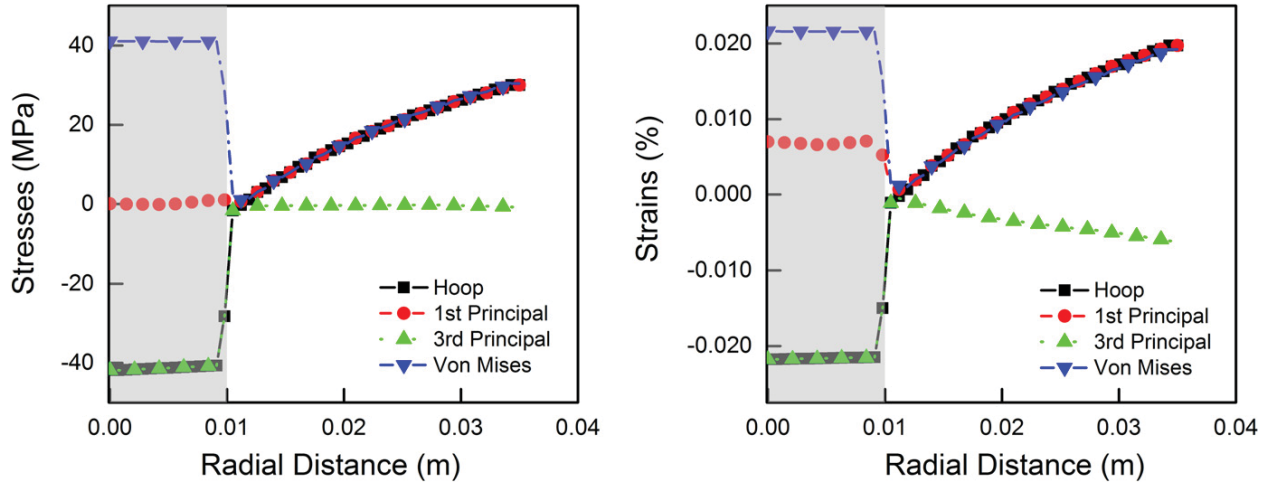 Stresses (MPa)
40
20
0
-20
-40
0.00 0.01 0.02 0.03 0.04
Radial Distance (m)
Hoop
1st Principal
3rd Principal
Von Mises
Strains (%)
0.020
0.010
0.000
-0.010
-0.020
0.00 0.01 0.02 0.03 0.04
Radial Distance (m)
Hoop
1st Principal
3rd Principal
Von Mises